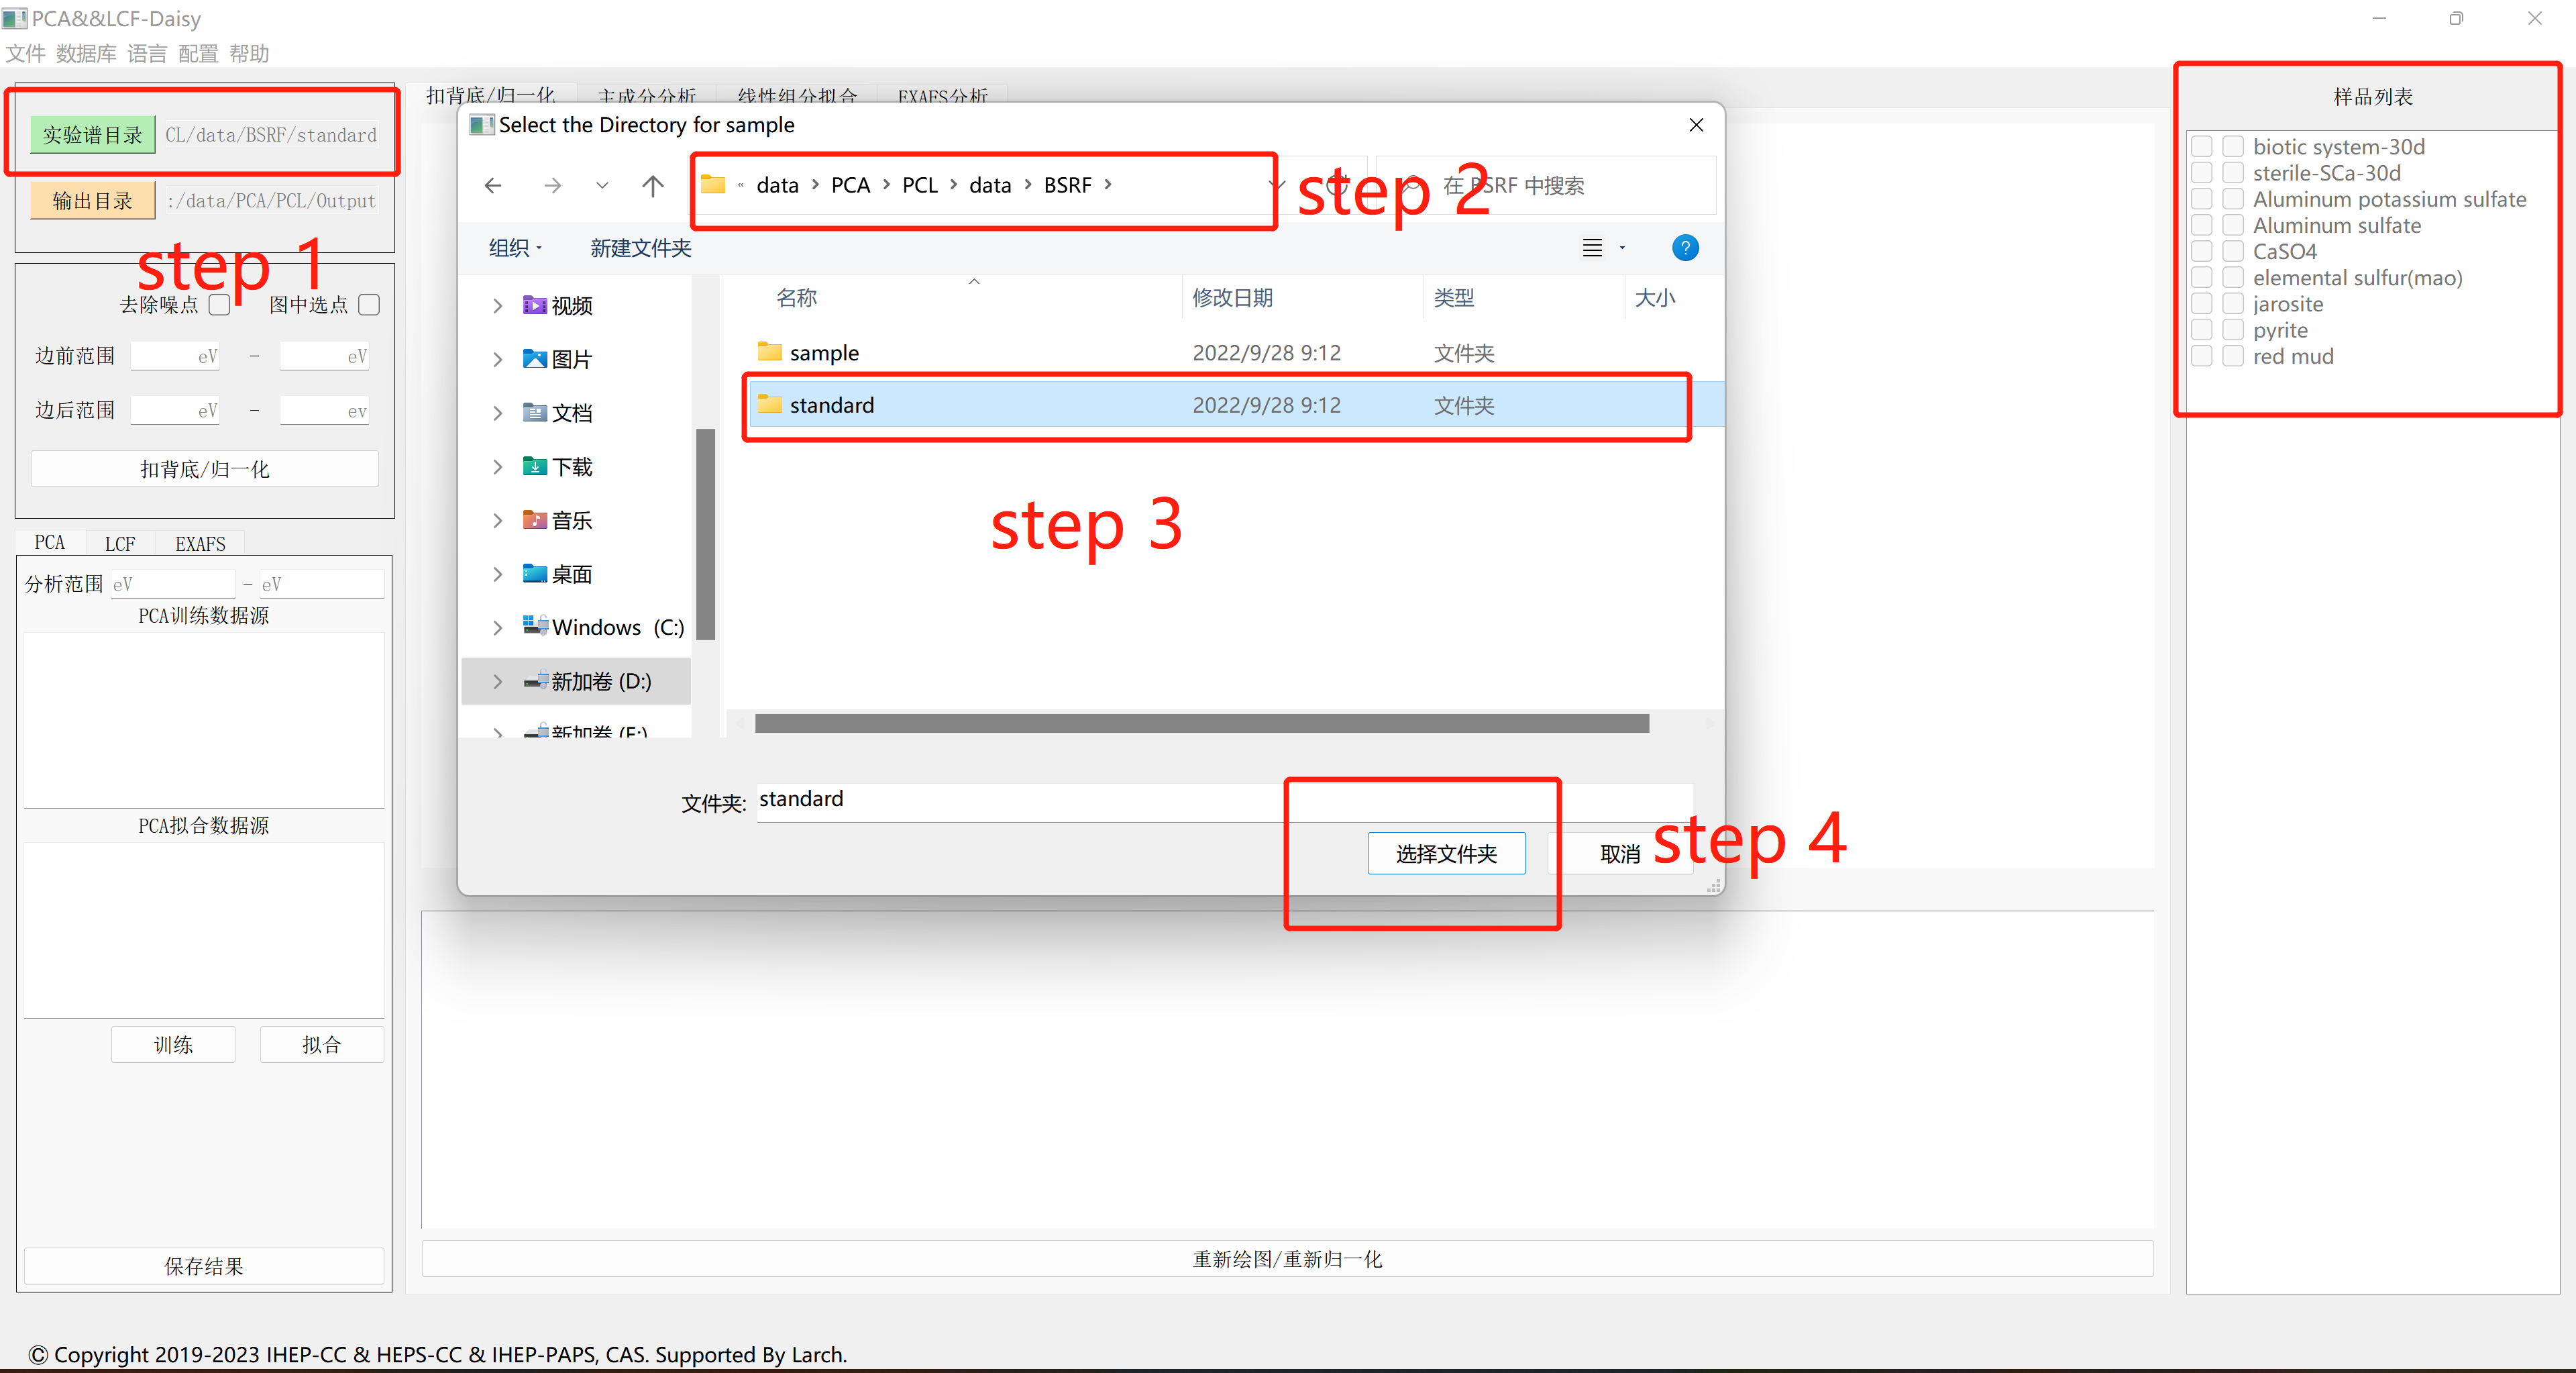 PCA&&LCF-Daisy
文件 数据库 语言 配置 帮助
实验谱目录 CL/data/BSRF/standard
输出目录 :/data/PCA/PCL/Output
step 1
去除噪点 图中选点
边前范围 eV - eV
边后范围 eV - ev
扣背底/归一化
PCA LCF EXAFS
分析范围 eV - eV
PCA训练数据源
PCA拟合数据源
训练 拟合
保存结果
扣背底/归一化 主成分分析 线性组分拟合 EXAFS分析
Select the Directory for sample
« data › PCA › PCL › data › BSRF ›
step 2
在 BSRF 中搜索
组织 新建文件夹
?
视频
图片
文档
下载
音乐
桌面
Windows (C:)
新加卷 (D:)
新加卷 (E:)
名称 修改日期 类型 大小
sample 2022/9/28 9:12 文件夹
standard 2022/9/28 9:12 文件夹
step 3
文件夹: standard
选择文件夹 取消
step 4
重新绘图/重新归一化
样品列表
biotic system-30d
sterile-SCa-30d
Aluminum potassium sulfate
Aluminum sulfate
CaSO4
elemental sulfur(mao)
jarosite
pyrite
red mud
© Copyright 2019-2023 IHEP-CC & HEPS-CC & IHEP-PAPS, CAS. Supported By Larch.